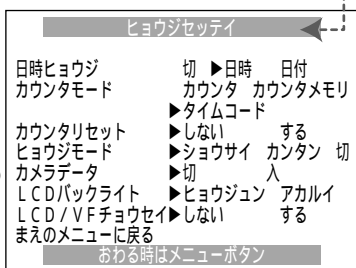 ヒョウジセッテイ
日時ヒョウジ 切 ▶日時 日付
カウンタモード カウンタ カウンタメモリ
▶タイムコード
カウンタリセット ▶しない する
ヒョウジモード ▶ショウサイ カンタン 切
カメラデータ ▶切 入
LCDバックライト ▶ヒョウジュン アカルイ
LCD/VFチョウセイ▶しない する
まえのメニューに戻る
おわる時はメニューボタン